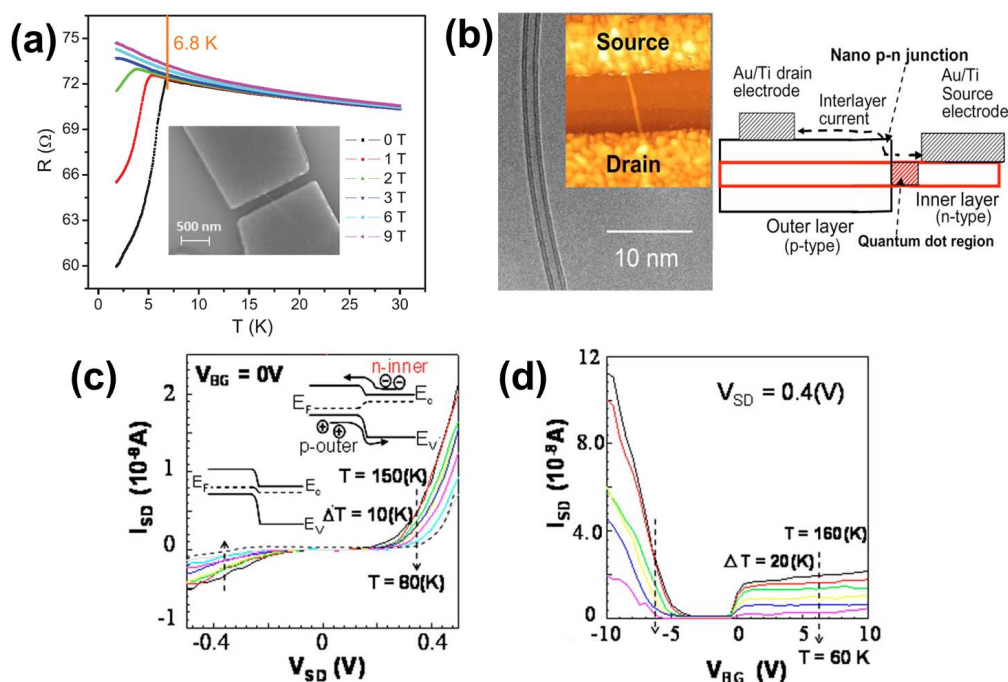 (a)
75
72
69
66
63
60
R (Ω)
6.8 K
0 T
1 T
2 T
3 T
6 T
9 T
500 nm
0 5 10 15 20 25 30
T (K)
(b)
Source
Drain
10 nm
Nano p-n junction
Au/Ti drain
electrode
Interlayer
current
Au/Ti
Source
electrode
Outer layer
(p-type)
Inner layer
(n-type)
Quantum dot region
(c)
V_BG = 0V
n-inner
E_F
E_c
E_V
p-outer
T = 150(K)
E_F
E_c
E_V
ΔT = 10(K)
T = 80(K)
2
1
0
-1
I_SD (10^-8A)
-0.4 0 0.4
V_SD (V)
(d)
V_SD = 0.4(V)
12.0
8.0
4.0
0
I_SD (10^-8A)
T = 160(K)
ΔT = 20(K)
T = 60 K
-10 -5 0 5 10
V_BG (V)